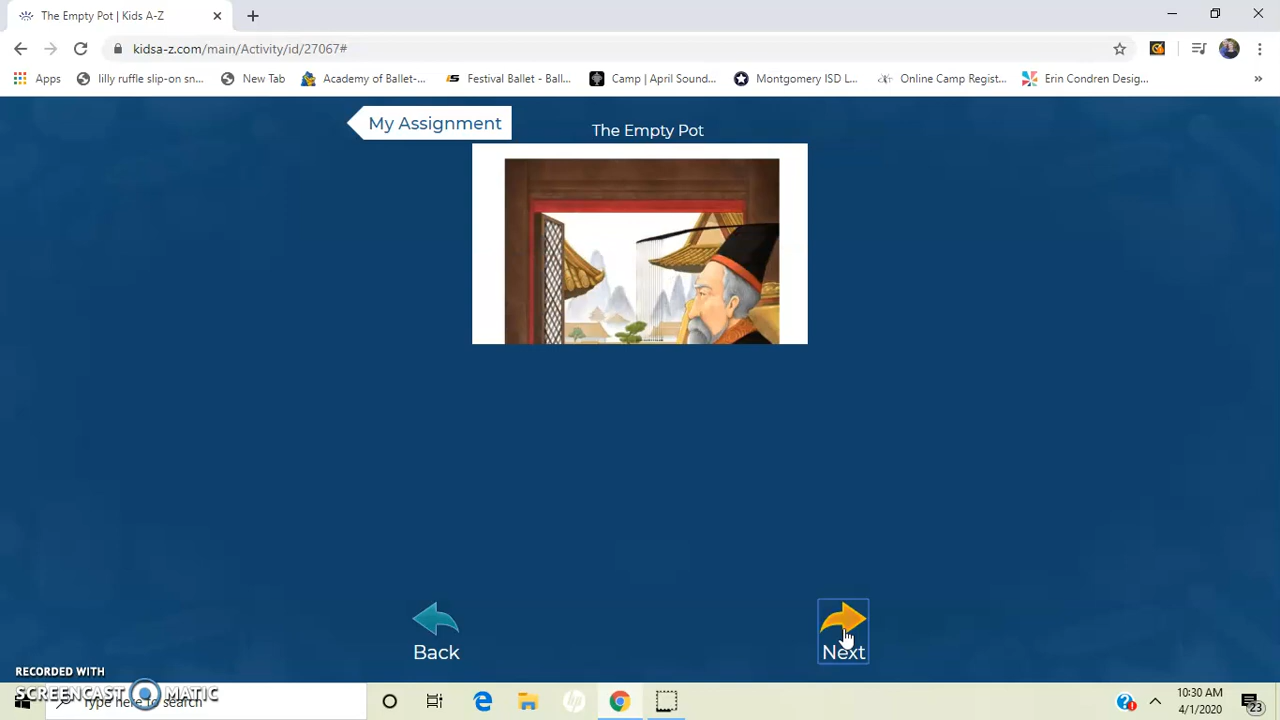 The Empty Pot | Kids A-Z
kidsa-z.com/main/Activity/id/27067#
Apps
lilly ruffle slip-on sn...
New Tab
Academy of Ballet-...
Festival Ballet - Ball...
Camp | April Sound...
Montgomery ISD L...
Online Camp Regist...
Erin Condren Desig...
»
My Assignment
The Empty Pot
Back
Next
RECORDED WITH
SCREENCAST MATIC
Type here to search
10:30 AM
4/1/2020
23